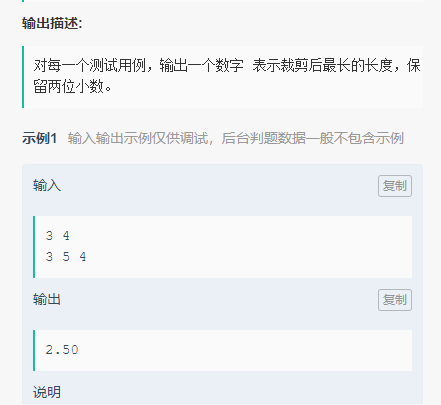 输出描述:
对每一个测试用例，输出一个数字 表示裁剪后最长的长度，保
留两位小数。
示例1 输入输出示例仅供调试，后台判题数据一般不包含示例
输入 复制
3 4
3 5 4
输出 复制
2.50
说明